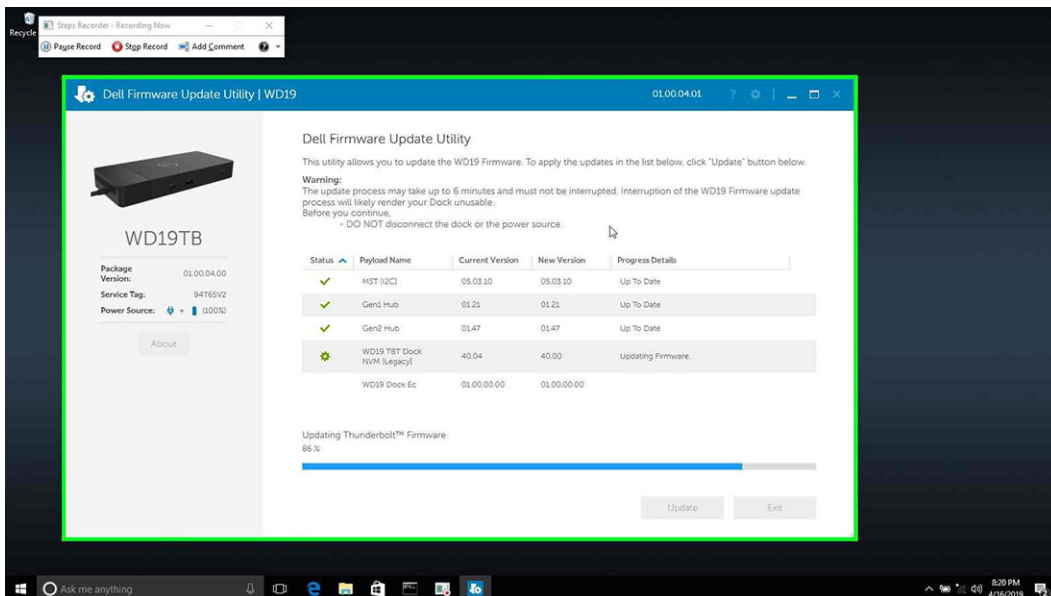 Recycle
Steps Recorder - Recording Now
Pause Record Stop Record Add Comment
Dell Firmware Update Utility | WD19 01.00.04.01
Dell Firmware Update Utility
This utility allows you to update the WD19 Firmware. To apply the updates in the list below, click "Update" button below.
Warning:
The update process may take up to 6 minutes and must not be interrupted. Interruption of the WD19 Firmware update
process will likely render your Dock unusable.
Before you continue,
- DO NOT disconnect the dock or the power source.
WD19TB
Package
Version: 01.00.04.00
Service Tag: 94T6SV2
Power Source: + (100%)
About
Status Payload Name Current Version New Version Progress Details
MST [I2C] 05.03.10 05.03.10 Up To Date
Gen1 Hub 01.21 01.21 Up To Date
Gen2 Hub 01.47 01.47 Up To Date
WD19 TBT Dock
NVM [Legacy] 40.04 40.00 Updating Firmware.
WD19 Dock Ec 01.00.00.00 01.00.00.00
Updating Thunderbolt™ Firmware
86 %
Update Exit
Ask me anything
8:20 PM
4/16/2019